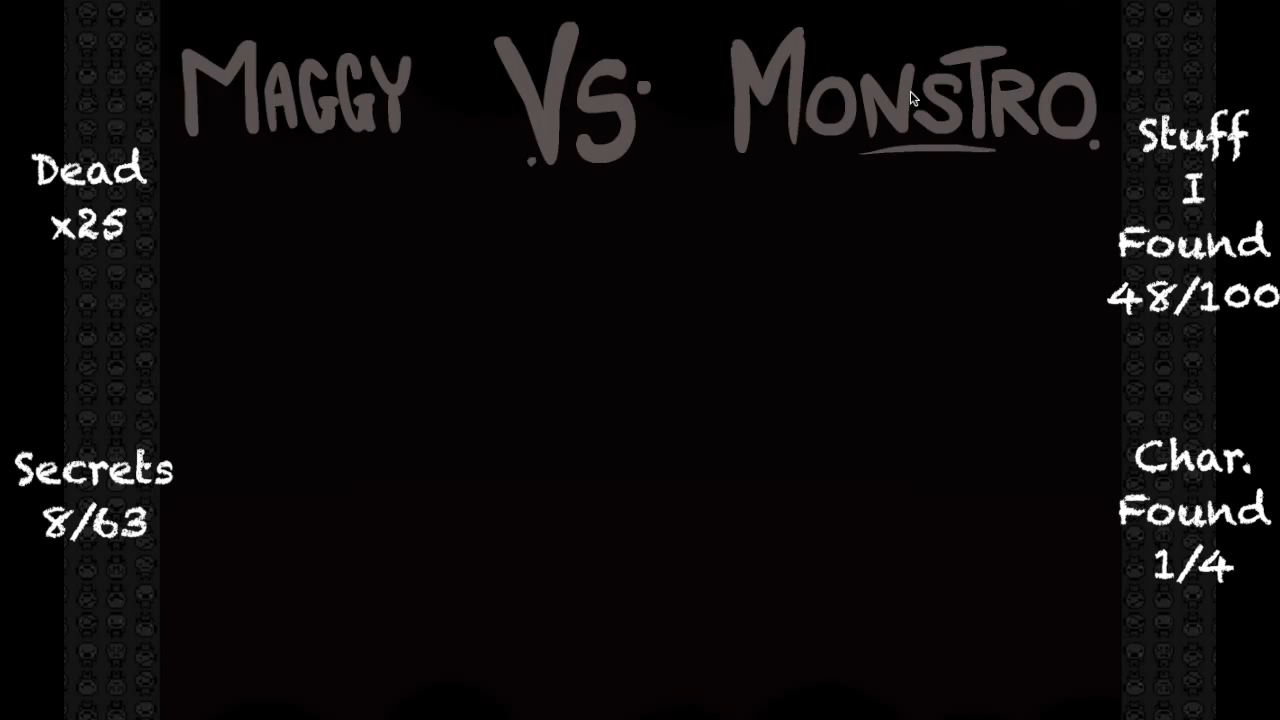 MAGGY VS. MONSTRO.
Dead
x25
Secrets
8/63
Stuff
I
Found
48/100
Char.
Found
1/4